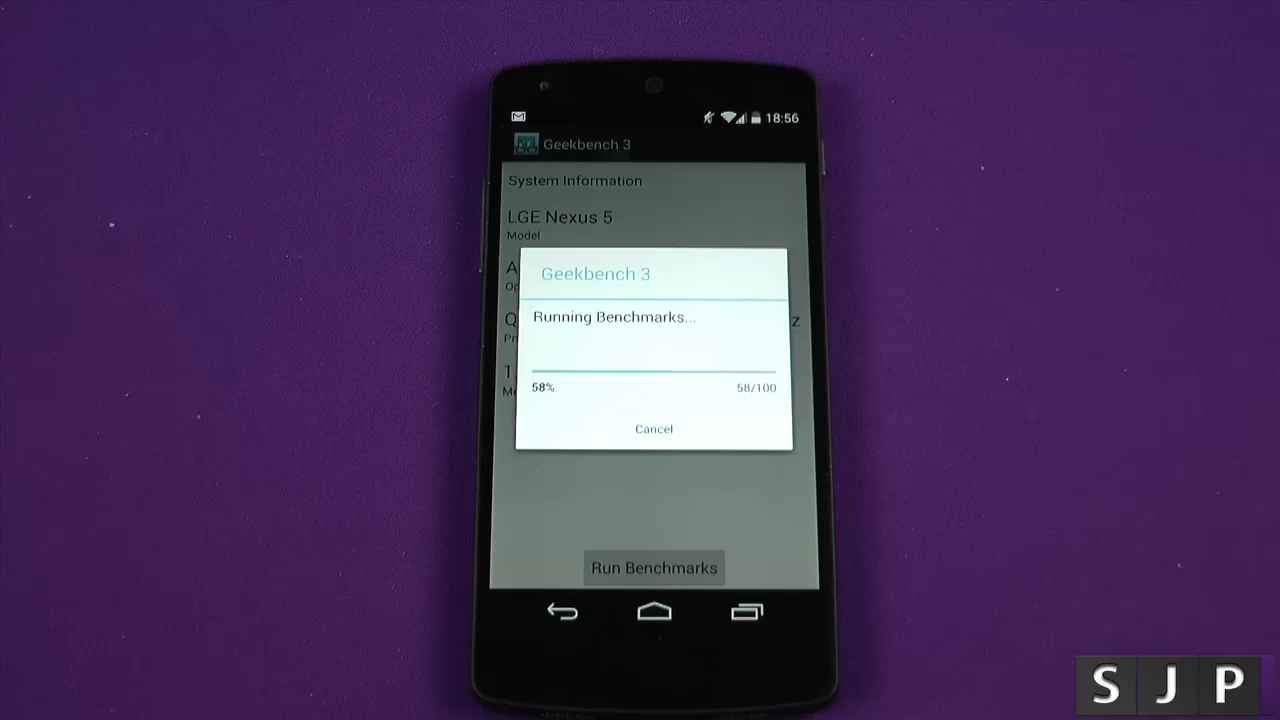 18:56
Geekbench 3
System Information
LGE Nexus 5
Model
Geekbench 3
Running Benchmarks...
58%
58/100
Cancel
Run Benchmarks
SJP